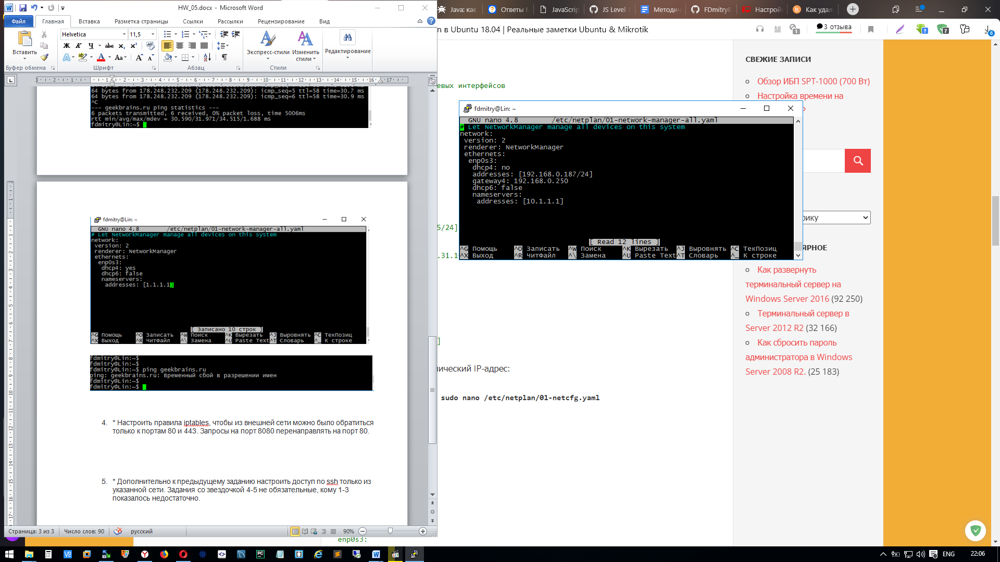 HW_05.docx - Microsoft Word
Файл Главная Вставка Разметка страницы Ссылки Рассылки Рецензирование Вид
Вставить
Helvetica 11,5
Ж К Ч abc x₂ x²
Экспресс-стили
Изменить стили
Редактирование
Буфер обмена Шрифт Абзац Стили
64 bytes from 178.248.232.209 (178.248.232.209): icmp_seq=5 ttl=58 time=30.7 ms
64 bytes from 178.248.232.209 (178.248.232.209): icmp_seq=6 ttl=58 time=30.9 ms
^C
--- geekbrains.ru ping statistics ---
6 packets transmitted, 6 received, 0% packet loss, time 5006ms
rtt min/avg/max/mdev = 30.590/31.971/34.515/1.688 ms
fdmitry@Lin:~$
fdmitry@Lin: ~
GNU nano 4.8 /etc/netplan/01-network-manager-all.yaml
# Let NetworkManager manage all devices on this system
network:
version: 2
renderer: NetworkManager
ethernets:
enp0s3:
dhcp4: yes
dhcp6: false
nameservers:
addresses: [1.1.1.1]
[ Записано 10 строк ]
^G Помощь ^O Записать ^W Поиск ^K Вырезать ^J Выровнять ^C ТекПозиц
^X Выход ^R ЧитФайл ^\ Замена ^U Paste Text ^T Словарь ^_ К строке
fdmitry@Lin:~$
fdmitry@Lin:~$
fdmitry@Lin:~$ ping geekbrains.ru
ping: geekbrains.ru: Временный сбой в разрешении имен
fdmitry@Lin:~$
fdmitry@Lin:~$
4. * Настроить правила iptables, чтобы из внешней сети можно было обратиться
только к портам 80 и 443. Запросы на порт 8080 перенаправлять на порт 80.
5. * Дополнительно к предыдущему заданию настроить доступ по ssh только из
указанной сети. Задания со звездочкой 4-5 не обязательные, кому 1-3
показалось недостаточно.
Страница: 3 из 3 Число слов: 90 русский 90%
Java: как Ответы JavaScrip JS Level Методич FDmitry8 Настрой Как удал
n в Ubuntu 18.04 | Реальные заметки Ubuntu & Mikrotik
3 отзыва
евых интерфейсов
fdmitry@Lin: ~
GNU nano 4.8 /etc/netplan/01-network-manager-all.yaml
# Let NetworkManager manage all devices on this system
network:
version: 2
renderer: NetworkManager
ethernets:
enp0s3:
dhcp4: no
addresses: [192.168.0.187/24]
gateway4: 192.168.0.250
dhcp6: false
nameservers:
addresses: [10.1.1.1]
[ Read 12 lines ]
^G Помощь ^O Записать ^W Поиск ^K Вырезать ^J Выровнять ^C ТекПозиц
^X Выход ^R ЧитФайл ^\ Замена ^U Paste Text ^T Словарь ^_ К строке
5/24]
.31.1
]
ический IP-адрес:
sudo nano /etc/netplan/01-netcfg.yaml
enp0s3:
СВЕЖИЕ ЗАПИСИ
Обзор ИБП SPT-1000 (700 Вт)
Настройка времени на
рику
ЯРНОЕ
Как развернуть
терминальный сервер на
Windows Server 2016 (92 250)
Терминальный сервер в
Server 2012 R2 (32 166)
Как сбросить пароль
администратора в Windows
Server 2008 R2. (25 183)
ENG 22:06